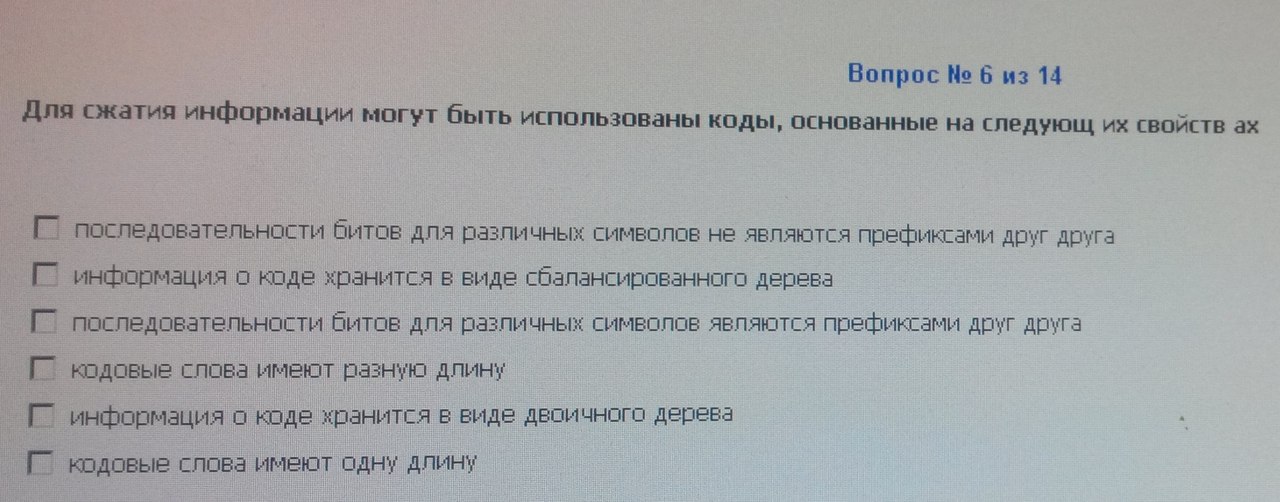 Вопрос № 6 из 14
Для сжатия информации могут быть использованы коды, основанные на следующ их свойств ах
последовательности битов для различных символов не являются префиксами друг друга
информация о коде хранится в виде сбалансированного дерева
последовательности битов для различных символов являются префиксами друг друга
кодовые слова имеют разную длину
информация о коде хранится в виде двоичного дерева
кодовые слова имеют одну длину